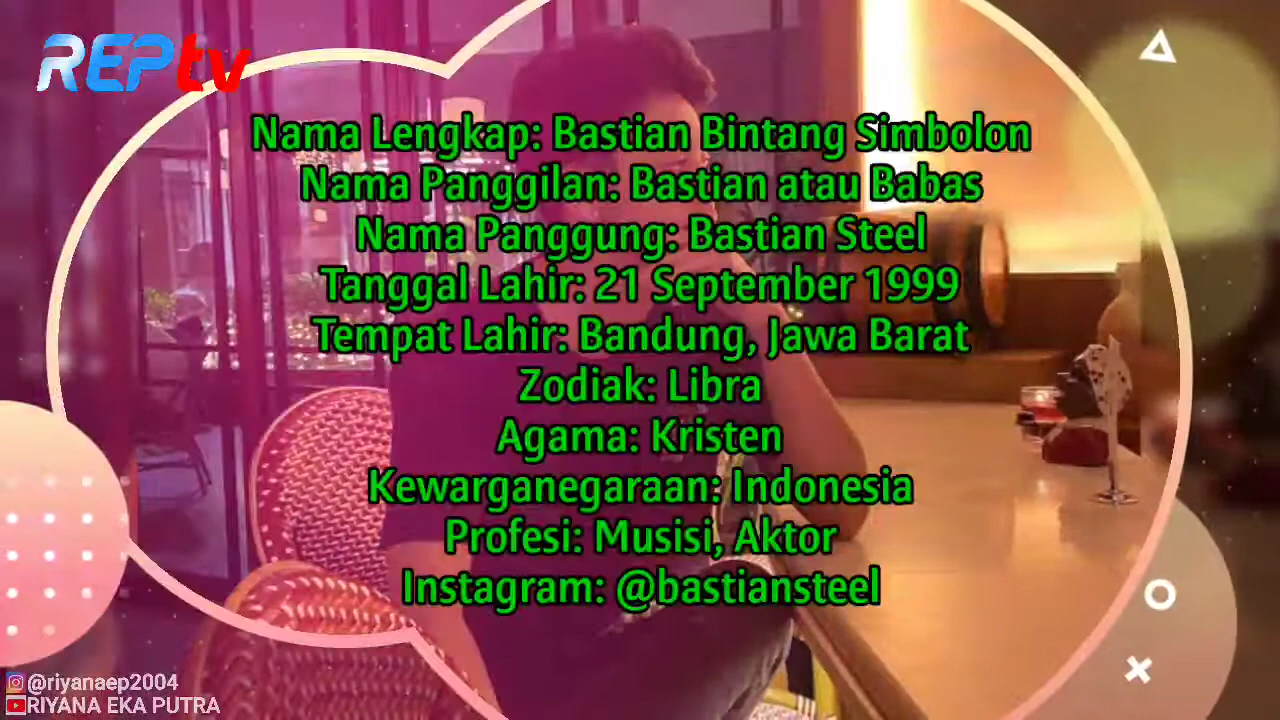 REPtv
Nama Lengkap: Bastian Bintang Simbolon
Nama Panggilan: Bastian atau Babas
Nama Panggung: Bastian Steel
Tanggal Lahir: 21 September 1999
Tempat Lahir: Bandung, Jawa Barat
Zodiak: Libra
Agama: Kristen
Kewarganegaraan: Indonesia
Profesi: Musisi, Aktor
Instagram: @bastiansteel
@riyanaep2004
RIYANA EKA PUTRA